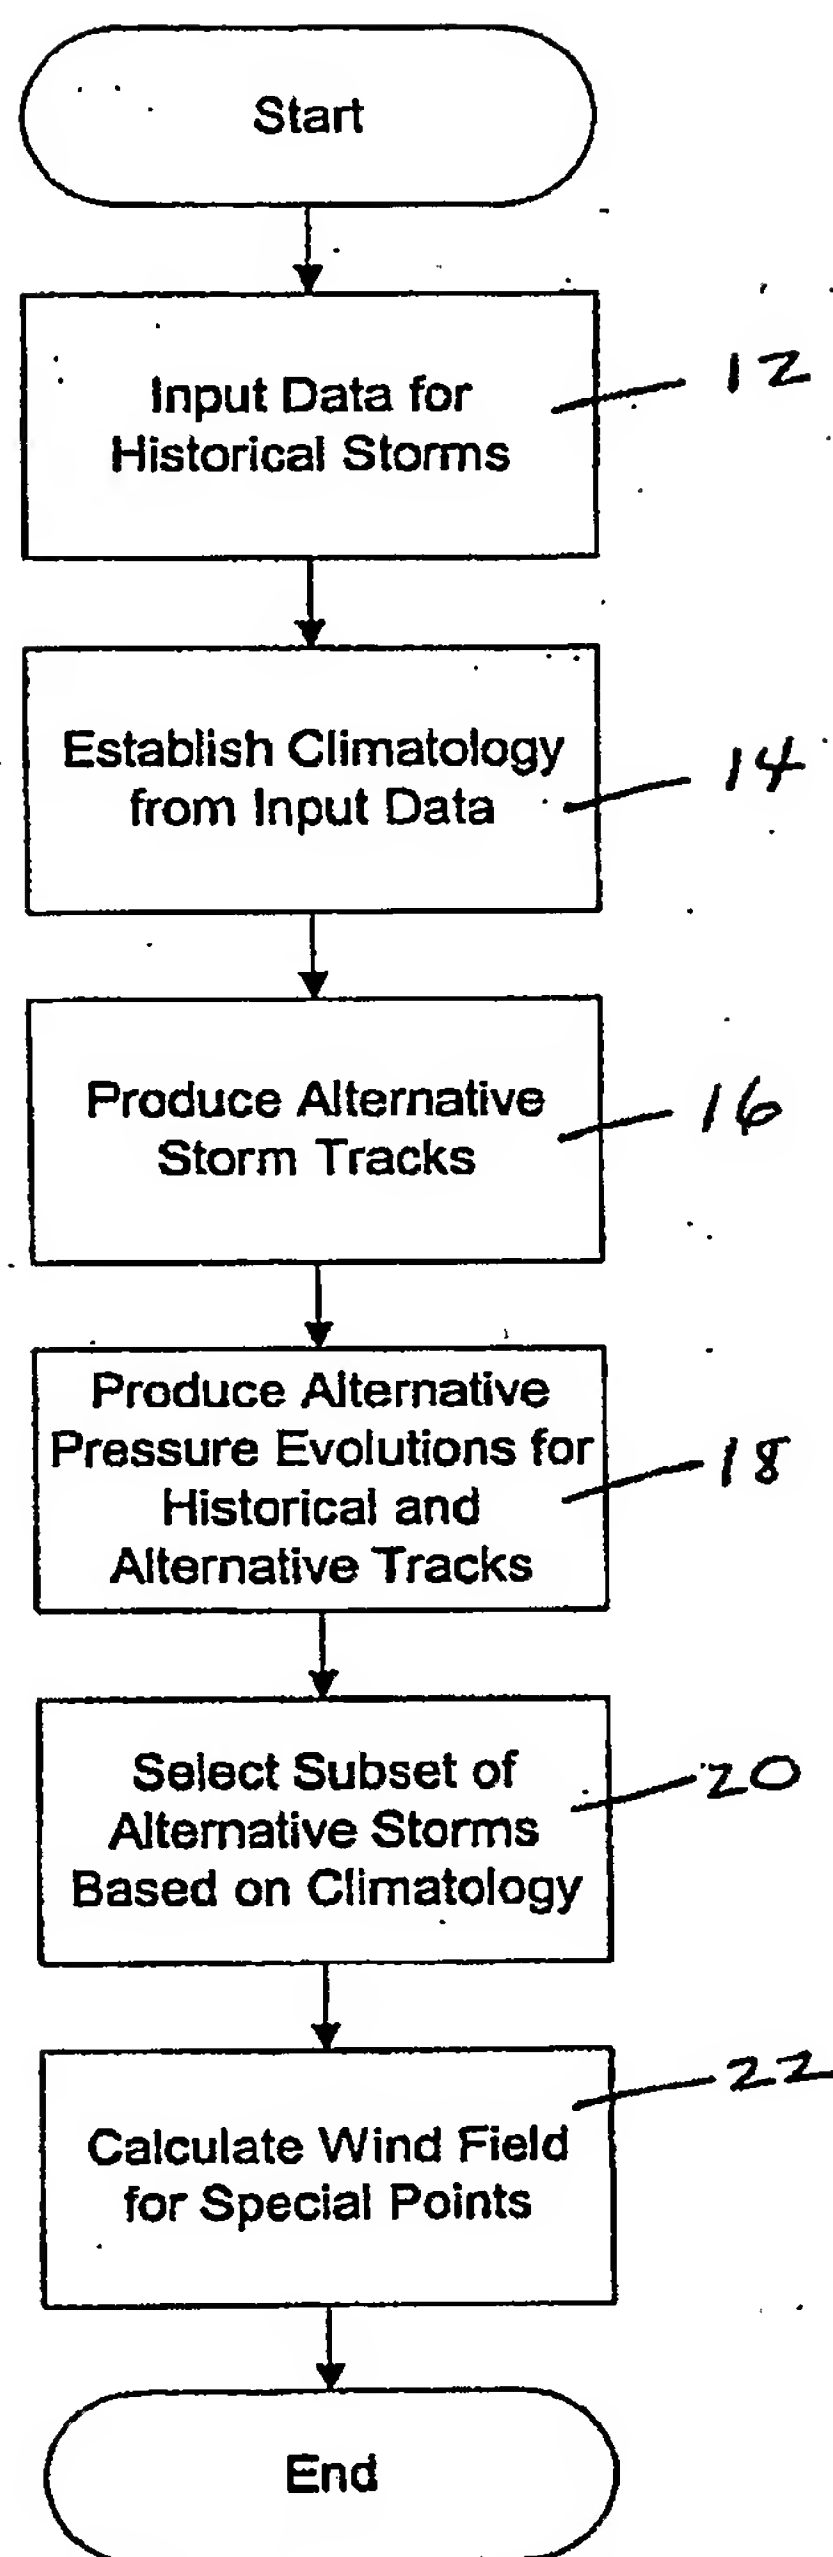 Start
Input Data for
Historical Storms
12
Establish Climatology
from Input Data
14
Produce Alternative
Storm Tracks
16
Produce Alternative
Pressure Evolutions for
Historical and
Alternative Tracks
18
Select Subset of
Alternative Storms
Based on Climatology
20
Calculate Wind Field
for Special Points
22
End